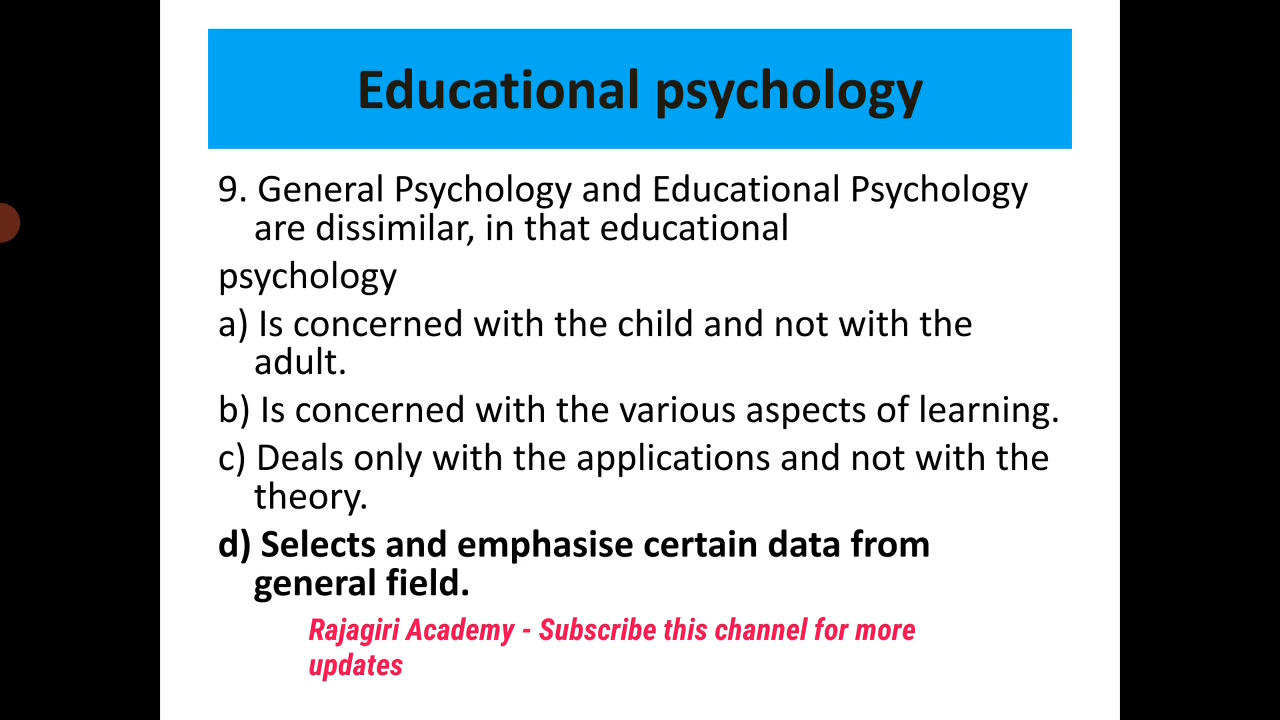 Educational psychology
9. General Psychology and Educational Psychology
are dissimilar, in that educational
psychology
a) Is concerned with the child and not with the
adult.
b) Is concerned with the various aspects of learning.
c) Deals only with the applications and not with the
theory.
d) Selects and emphasise certain data from
general field.
Rajagiri Academy - Subscribe this channel for more
updates